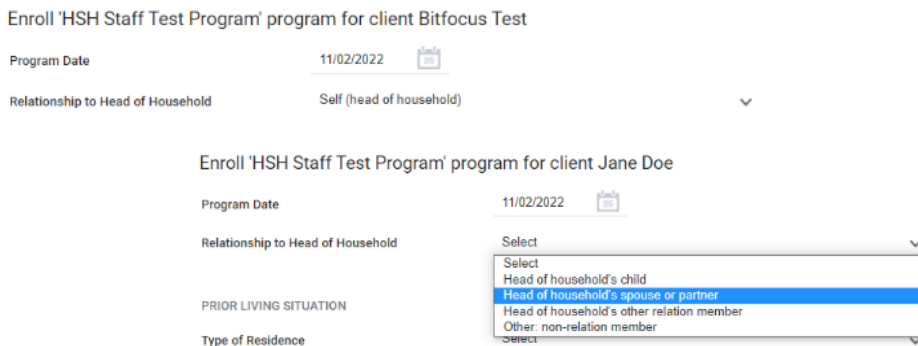 Enroll 'HSH Staff Test Program' program for client Bitfocus Test
Program Date 11/02/2022 25
Relationship to Head of Household Self (head of household)
Enroll 'HSH Staff Test Program' program for client Jane Doe
Program Date 11/02/2022 25
Relationship to Head of Household Select
Select
Head of household's child
Head of household's spouse or partner
PRIOR LIVING SITUATION Head of household's other relation member
Other: non-relation member
Type of Residence Select